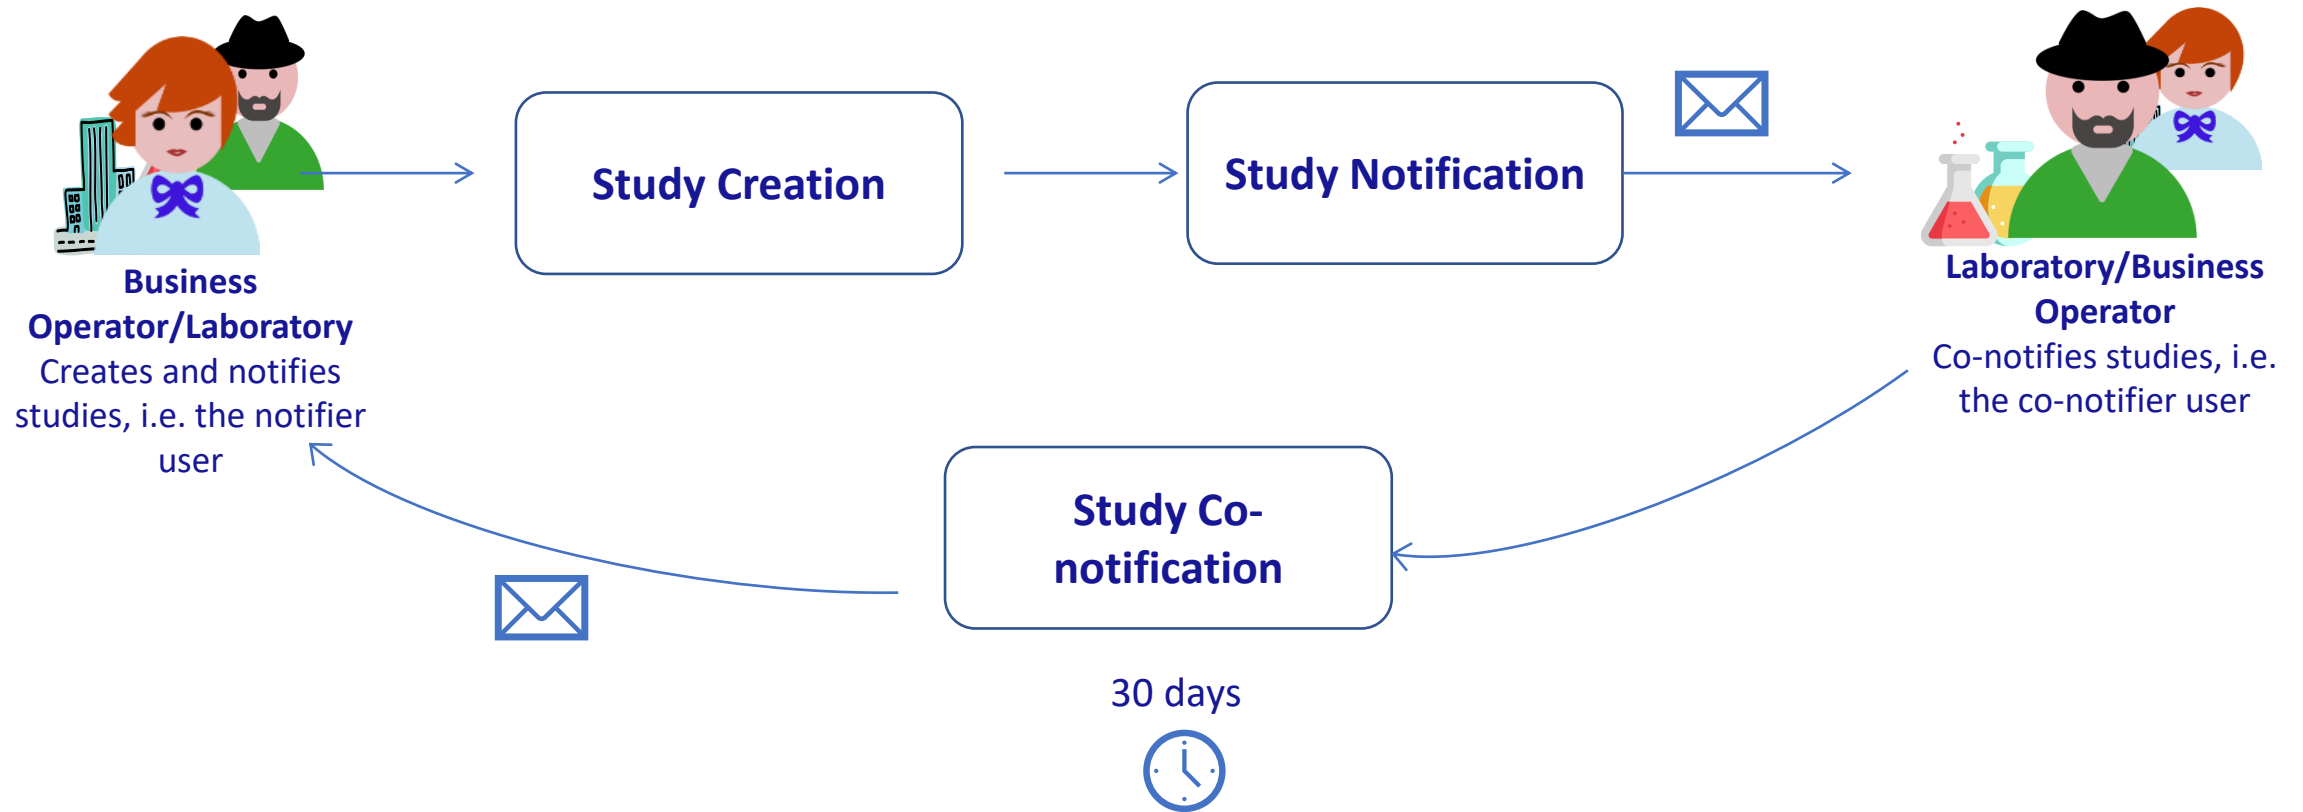 Study Creation
Study Notification
Business
Operator/Laboratory
Creates and notifies
studies, i.e. the notifier
user
Laboratory/Business
Operator
Co-notifies studies, i.e.
the co-notifier user
Study Co-
notification
30 days